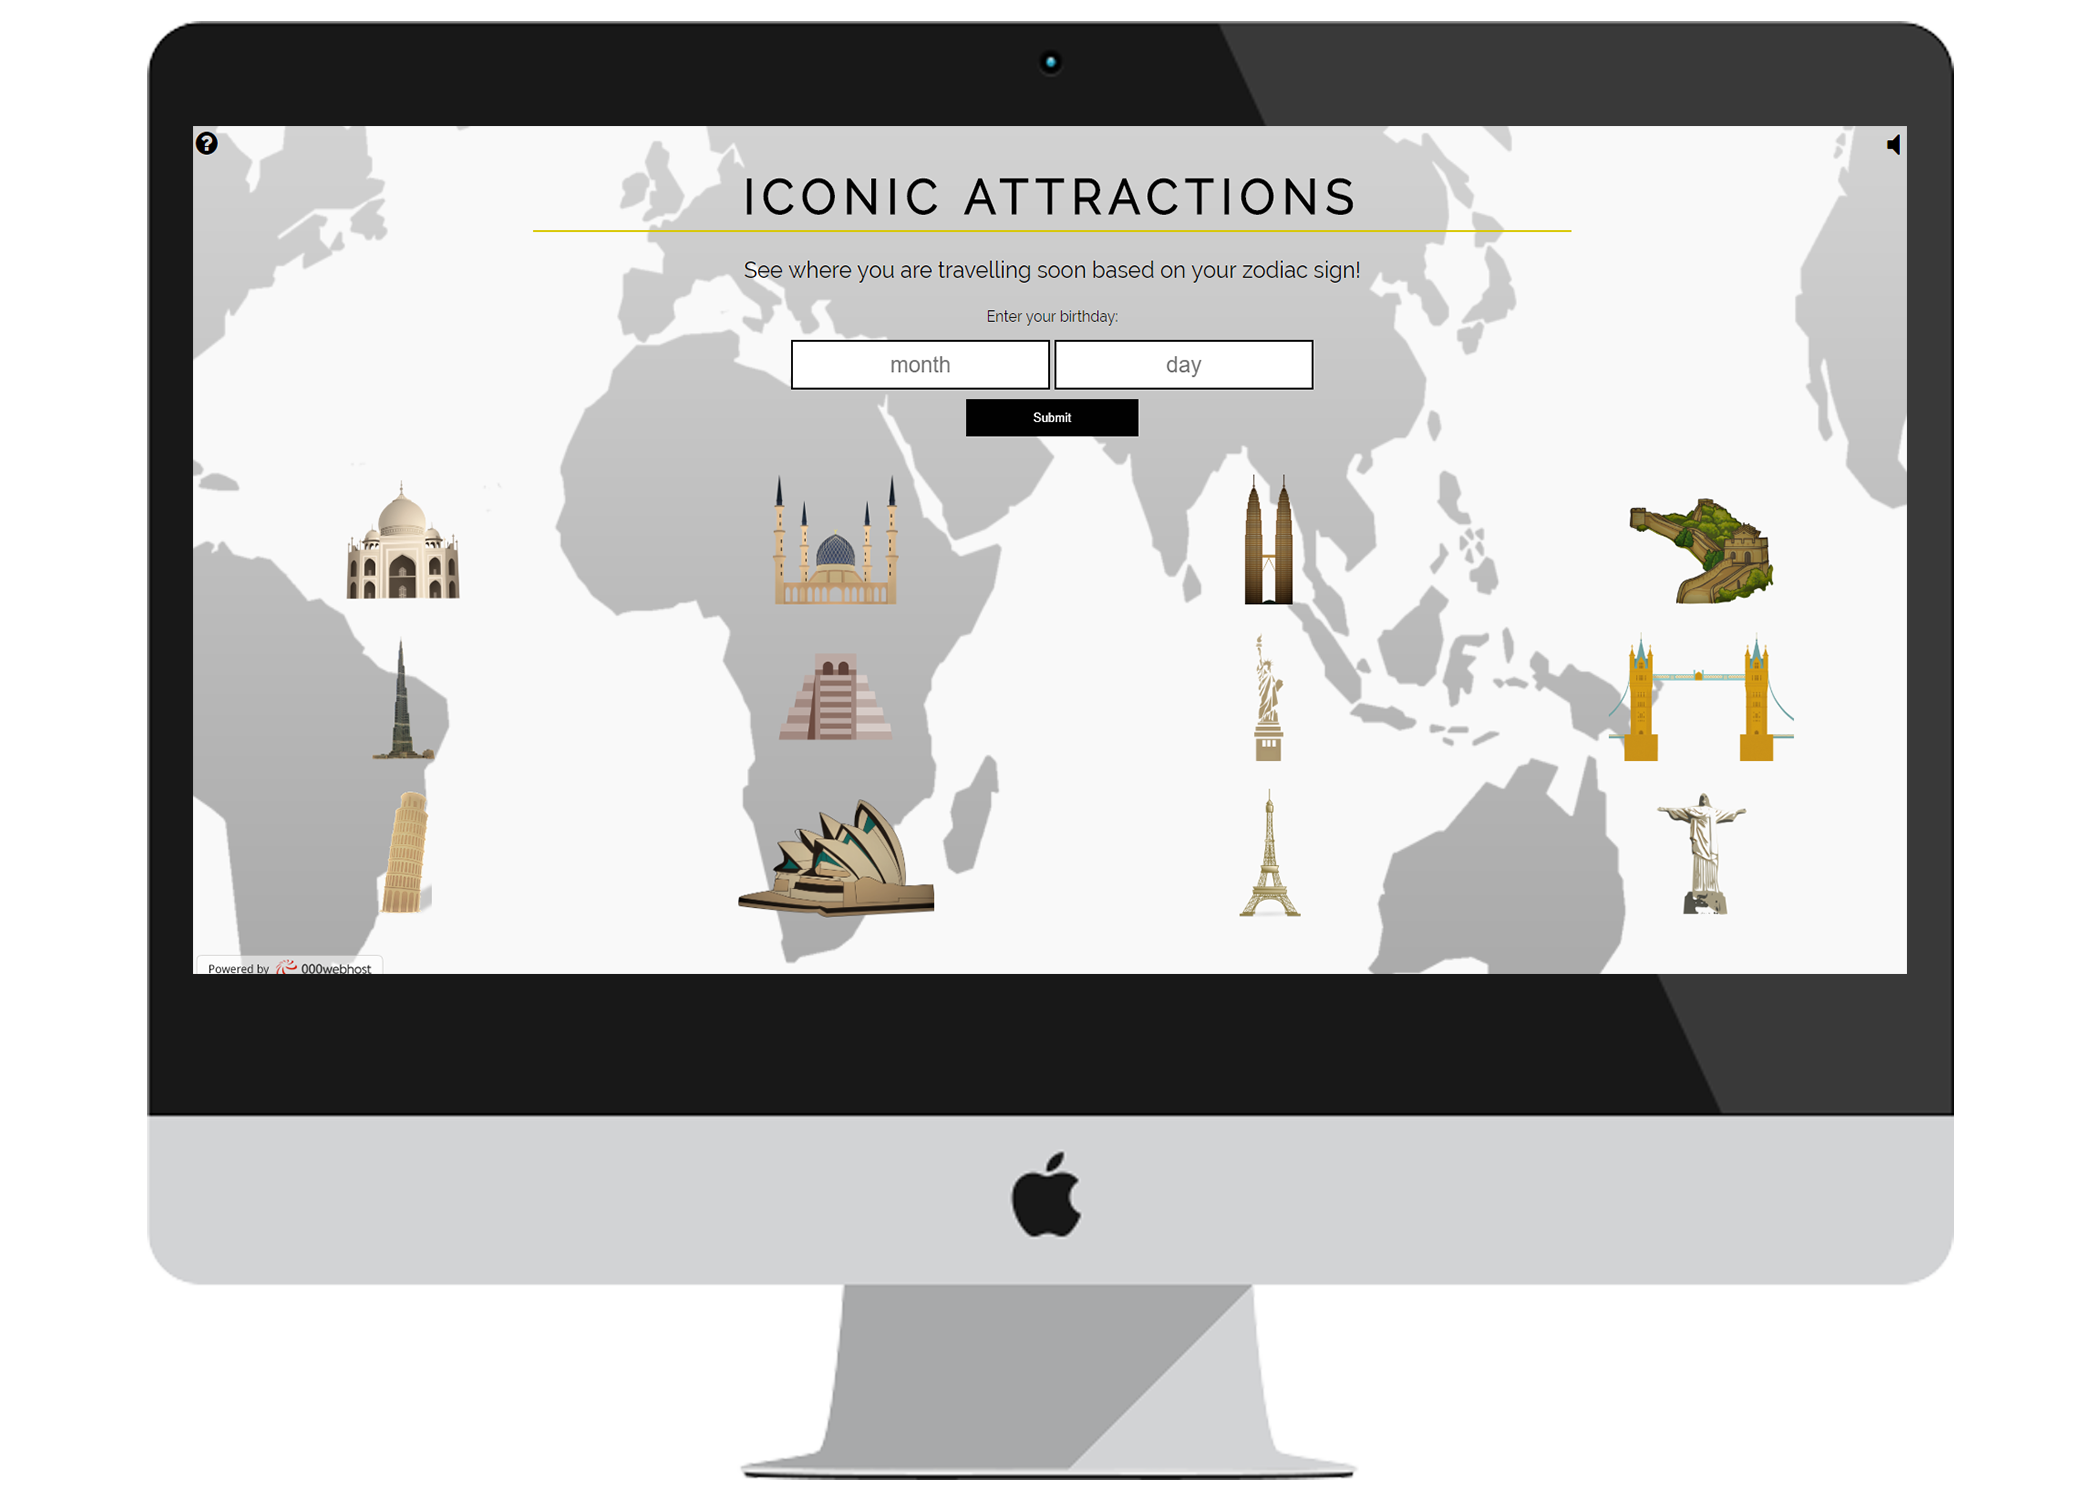 ?
ICONIC ATTRACTIONS
See where you are travelling soon based on your zodiac sign!
Enter your birthday:
month day
Submit
Powered by 000webhost